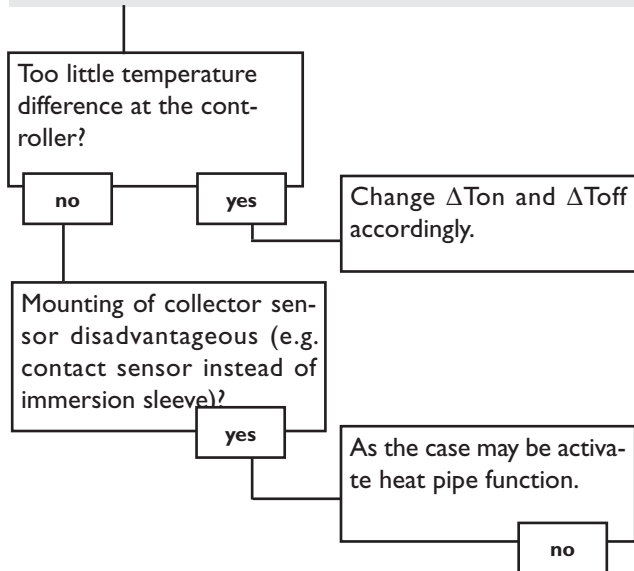 Too little temperature
difference at the cont-
roller?
no
yes
Change ΔTon and ΔToff
accordingly.
Mounting of collector sen-
sor disadvantageous (e.g.
contact sensor instead of
immersion sleeve)?
yes
As the case may be activa-
te heat pipe function.
no